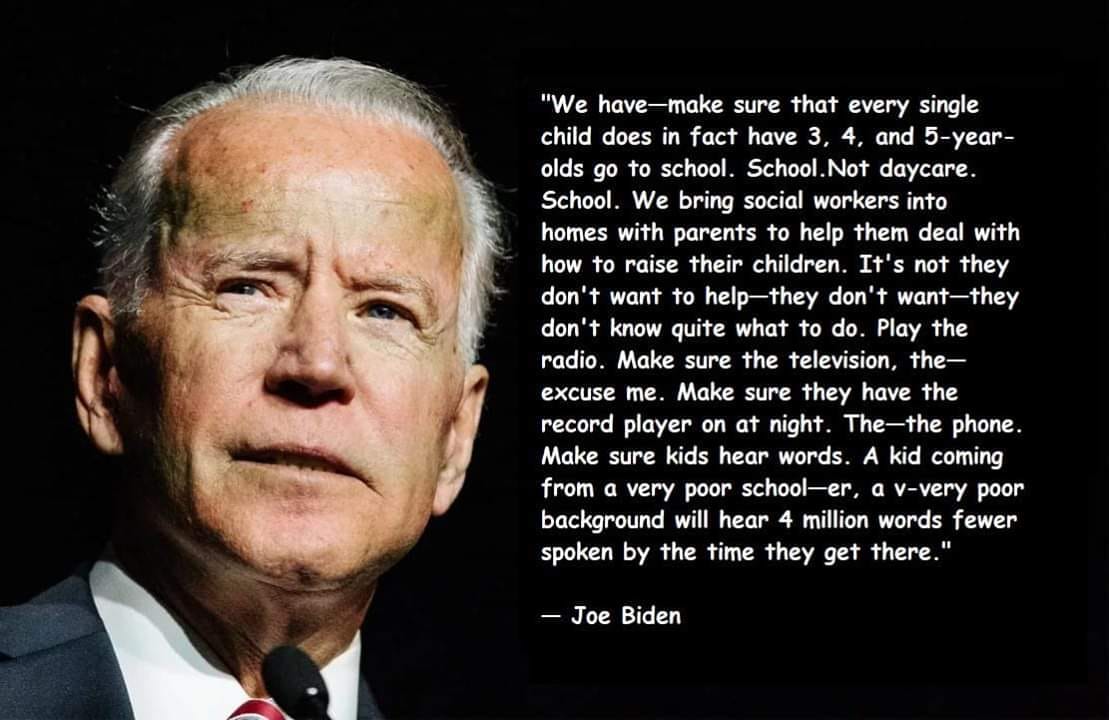 "We have—make sure that every single
child does in fact have 3, 4, and 5-year-
olds go to school. School.Not daycare.
School. We bring social workers into
homes with parents to help them deal with
how to raise their children. It's not they
don't want to help—they don't want—they
don't know quite what to do. Play the
radio. Make sure the television, the—
excuse me. Make sure they have the
record player on at night. The—the phone.
Make sure kids hear words. A kid coming
from a very poor school—er, a v-very poor
background will hear 4 million words fewer
spoken by the time they get there."
— Joe Biden